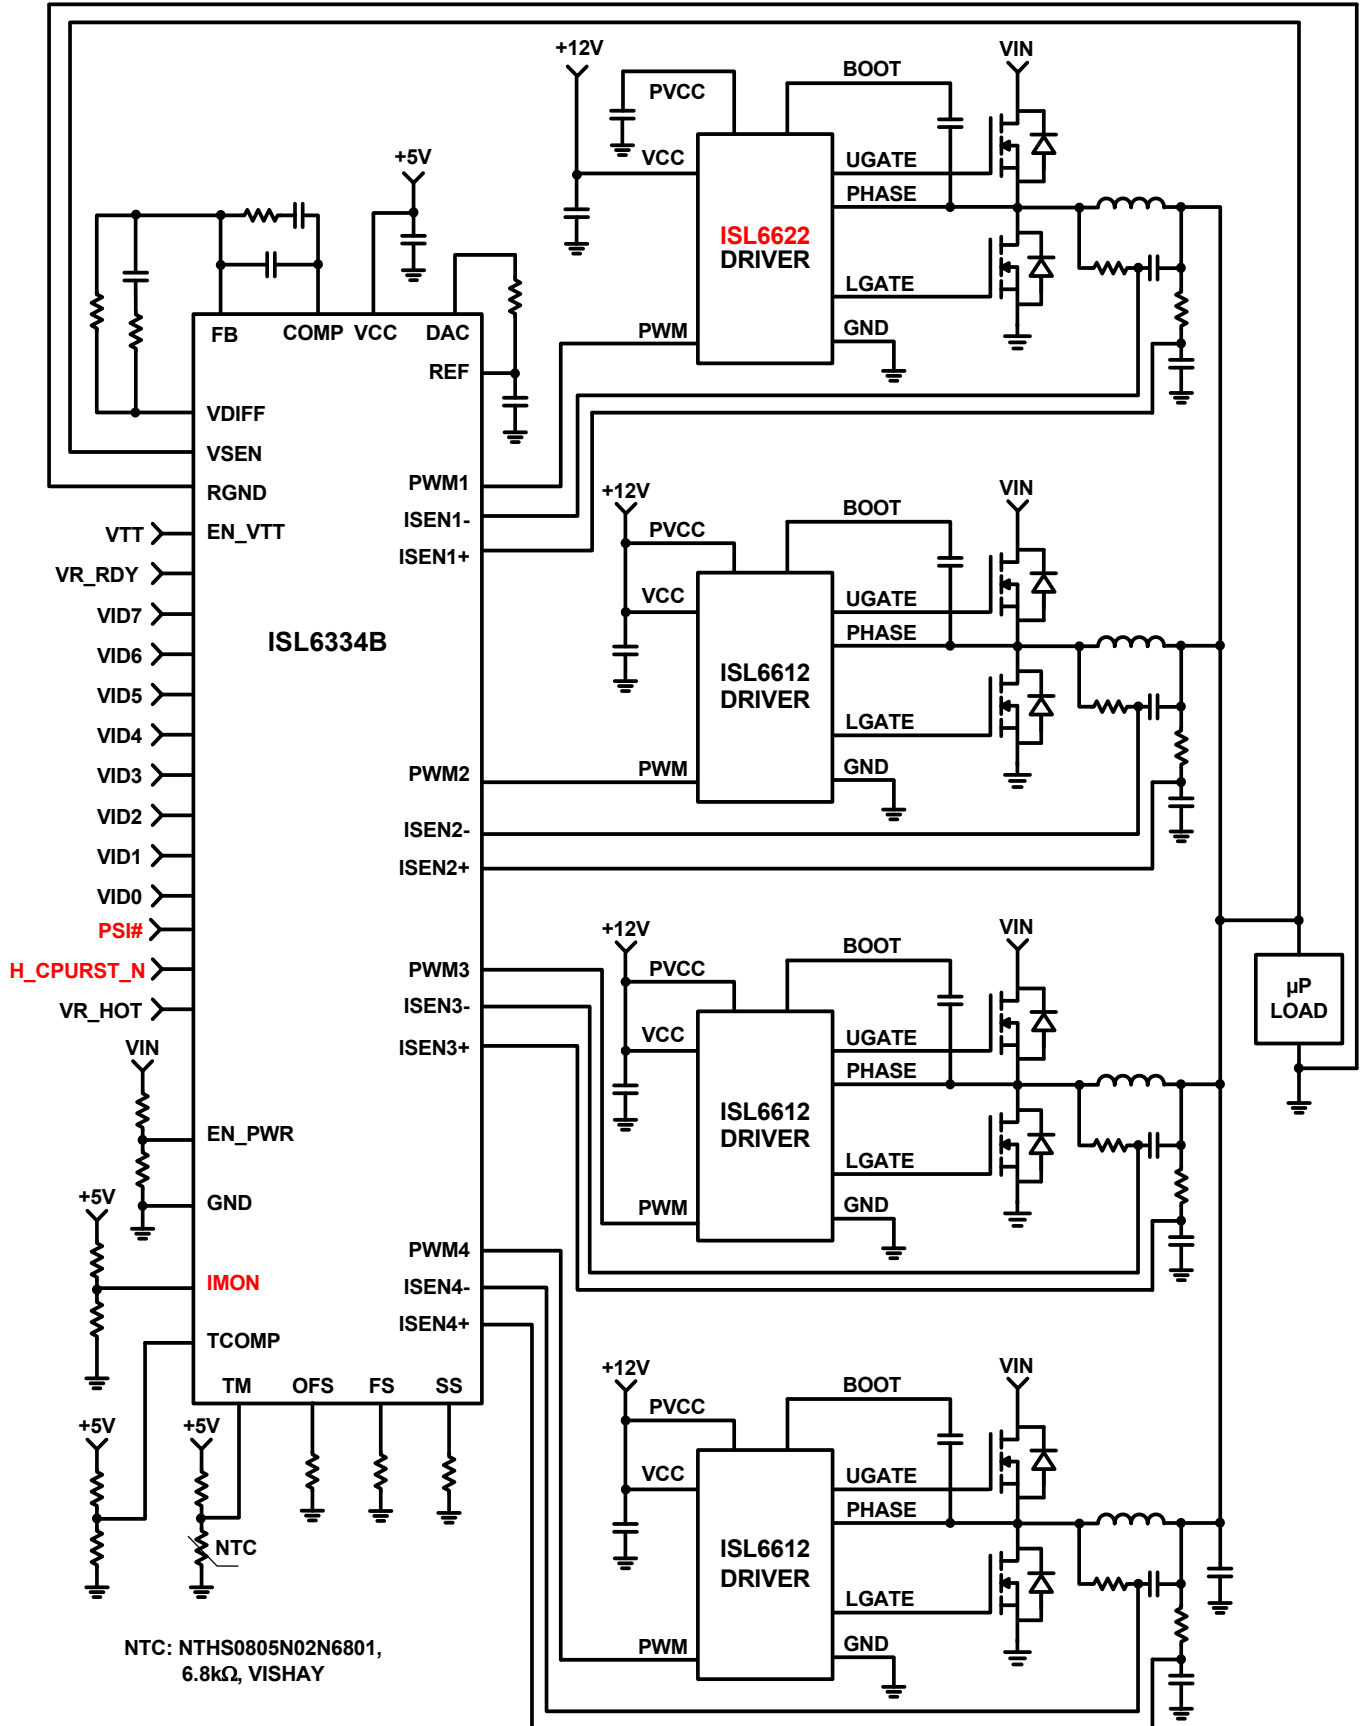 +12V
PVCC
VCC
BOOT
VIN
UGATE
PHASE
ISL6622
DRIVER
LGATE
GND
PWM
+5V
FB
COMP
VCC
DAC
REF
VDIFF
VSEN
RGND
EN_VTT
VTT
VR_RDY
VID7
VID6
VID5
VID4
VID3
VID2
VID1
VID0
PSI#
H_CPURST_N
VR_HOT
ISL6334B
PWM1
ISEN1-
ISEN1+
PWM2
ISEN2-
ISEN2+
PWM3
ISEN3-
ISEN3+
PWM4
ISEN4-
ISEN4+
VIN
EN_PWR
GND
+5V
IMON
TCOMP
TM
OFS
FS
SS
+5V
+5V
NTC
NTC: NTHS0805N02N6801,
6.8kΩ, VISHAY
+12V
PVCC
VCC
BOOT
VIN
UGATE
PHASE
ISL6612
DRIVER
LGATE
GND
PWM
+12V
PVCC
VCC
BOOT
VIN
UGATE
PHASE
ISL6612
DRIVER
LGATE
GND
PWM
µP
LOAD
+12V
PVCC
VCC
BOOT
VIN
UGATE
PHASE
ISL6612
DRIVER
LGATE
GND
PWM